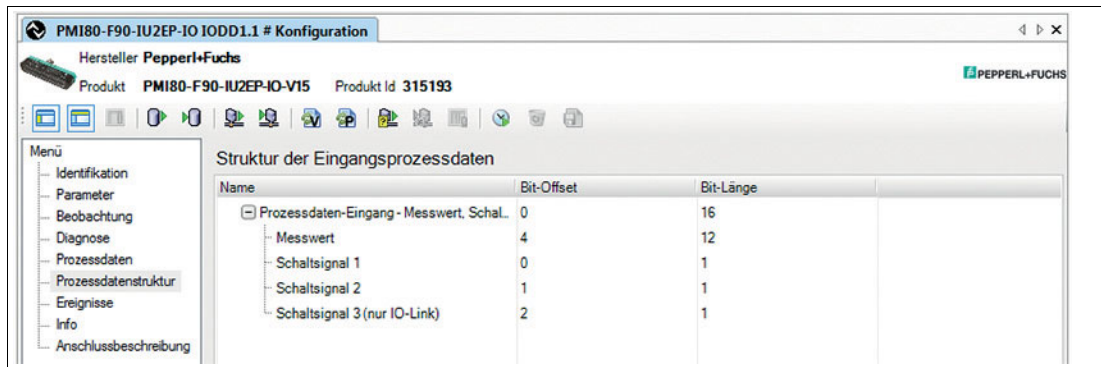 PMI80-F90-IU2EP-IO IODD1.1 # Konfiguration
Hersteller Pepperl+Fuchs
Produkt PMI80-F90-IU2EP-IO-V15 Produkt Id 315193
PEPPERL+FUCHS
Menü
Identifikation
Parameter
Beobachtung
Diagnose
Prozessdaten
Prozessdatenstruktur
Ereignisse
Info
Anschlussbeschreibung
Struktur der Eingangsprozessdaten
Name Bit-Offset Bit-Länge
Prozessdaten-Eingang - Messwert, Schal... 0 16
Messwert 4 12
Schaltsignal 1 0 1
Schaltsignal 2 1 1
Schaltsignal 3 (nur IO-Link) 2 1